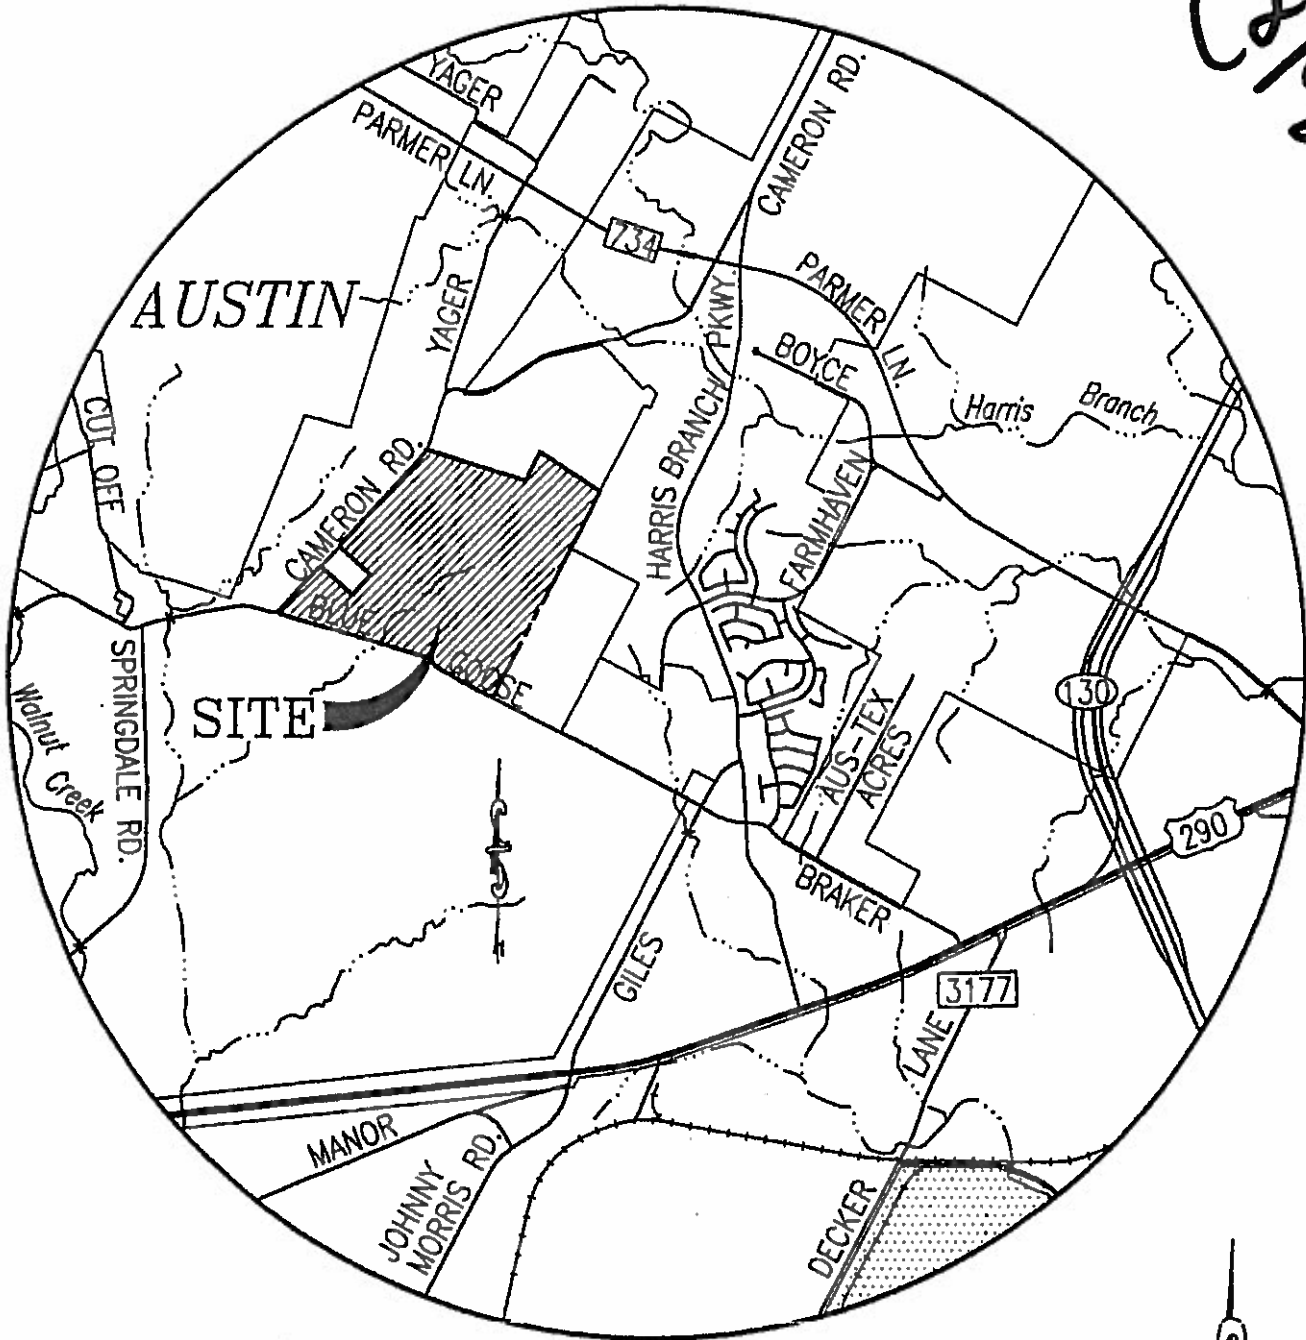 YAGER
PARMER LN.
CAMERON RD.
734
AUSTIN
YAGER
PKWY.
PARMER LN.
BOYCE
HARRIS BRANCH
Harris Branch
CUT OFF
CAMERON RD.
FARMHAVEN
BLUE
GOOSE
SPRINGDALE RD.
SITE
Walnut Creek
130
AUS-TEX
ACRES
290
BRAKER
GILES
3177
LANE
MANOR
JOHNNY
MORRIS RD.
DECKER